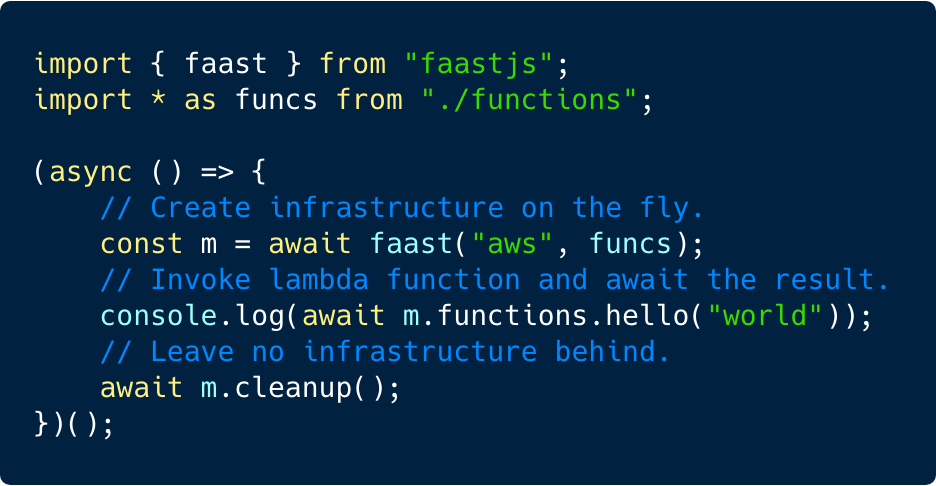 import { faast } from "faastjs";
import * as funcs from "./functions";

(async () => {
    // Create infrastructure on the fly.
    const m = await faast("aws", funcs);
    // Invoke lambda function and await the result.
    console.log(await m.functions.hello("world"));
    // Leave no infrastructure behind.
    await m.cleanup();
})();